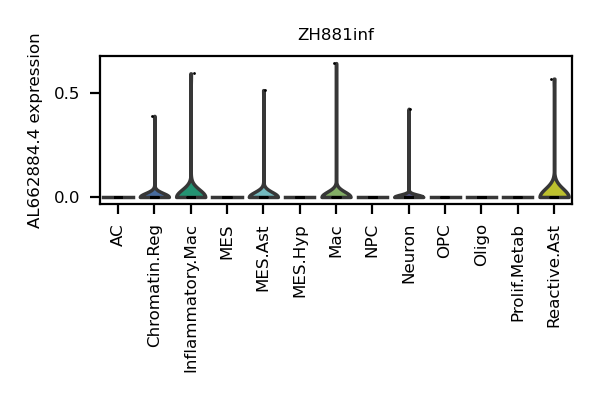 ZH881inf
AL662884.4 expression
0.5
0.0
AC
Chromatin.Reg
Inflammatory.Mac
MES
MES.Ast
MES.Hyp
Mac
NPC
Neuron
OPC
Oligo
Prolif.Metab
Reactive.Ast